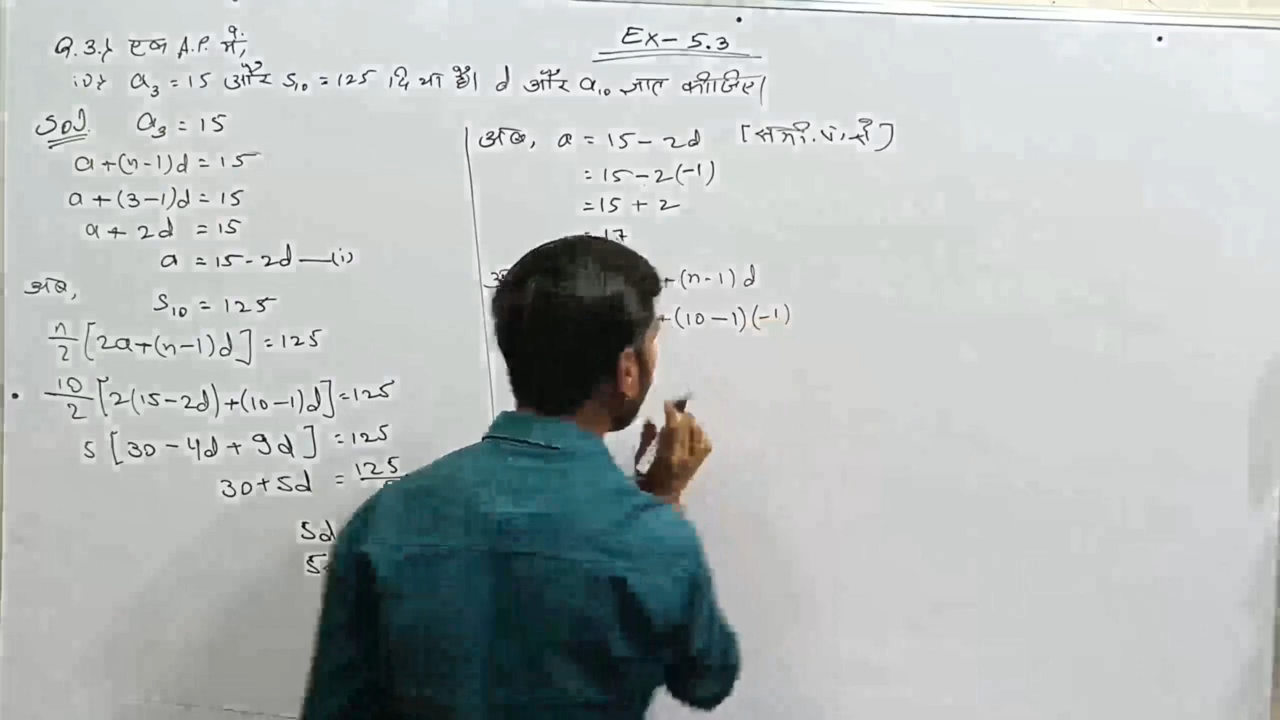 Ex- 5.3
Q.3.} एक A.P. में,
iv} a₃ = 15 और S₁₀ = 125 दिया है। d और a₁₀ ज्ञात कीजिए।
Sol. a₃ = 15
a+(n-1)d = 15
a+(3-1)d = 15
a + 2d = 15
a = 15-2d —(i)
अब,
S₁₀ = 125
n/2 [2a+(n-1)d] = 125
10/2 [2(15-2d)+(10-1)d] = 125
5 [30-4d+9d] = 125
30+5d = 125
5d
अब, a = 15-2d [समी. (i) से]
= 15-2(-1)
= 15 + 2
= 17
+(n-1)d
+(10-1)(-1)